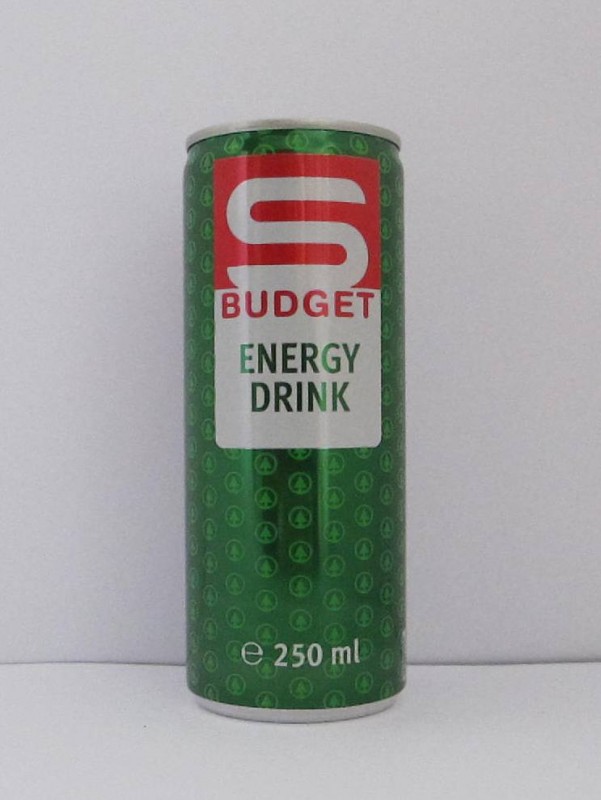 S
BUDGET
ENERGY
DRINK
℮ 250 ml